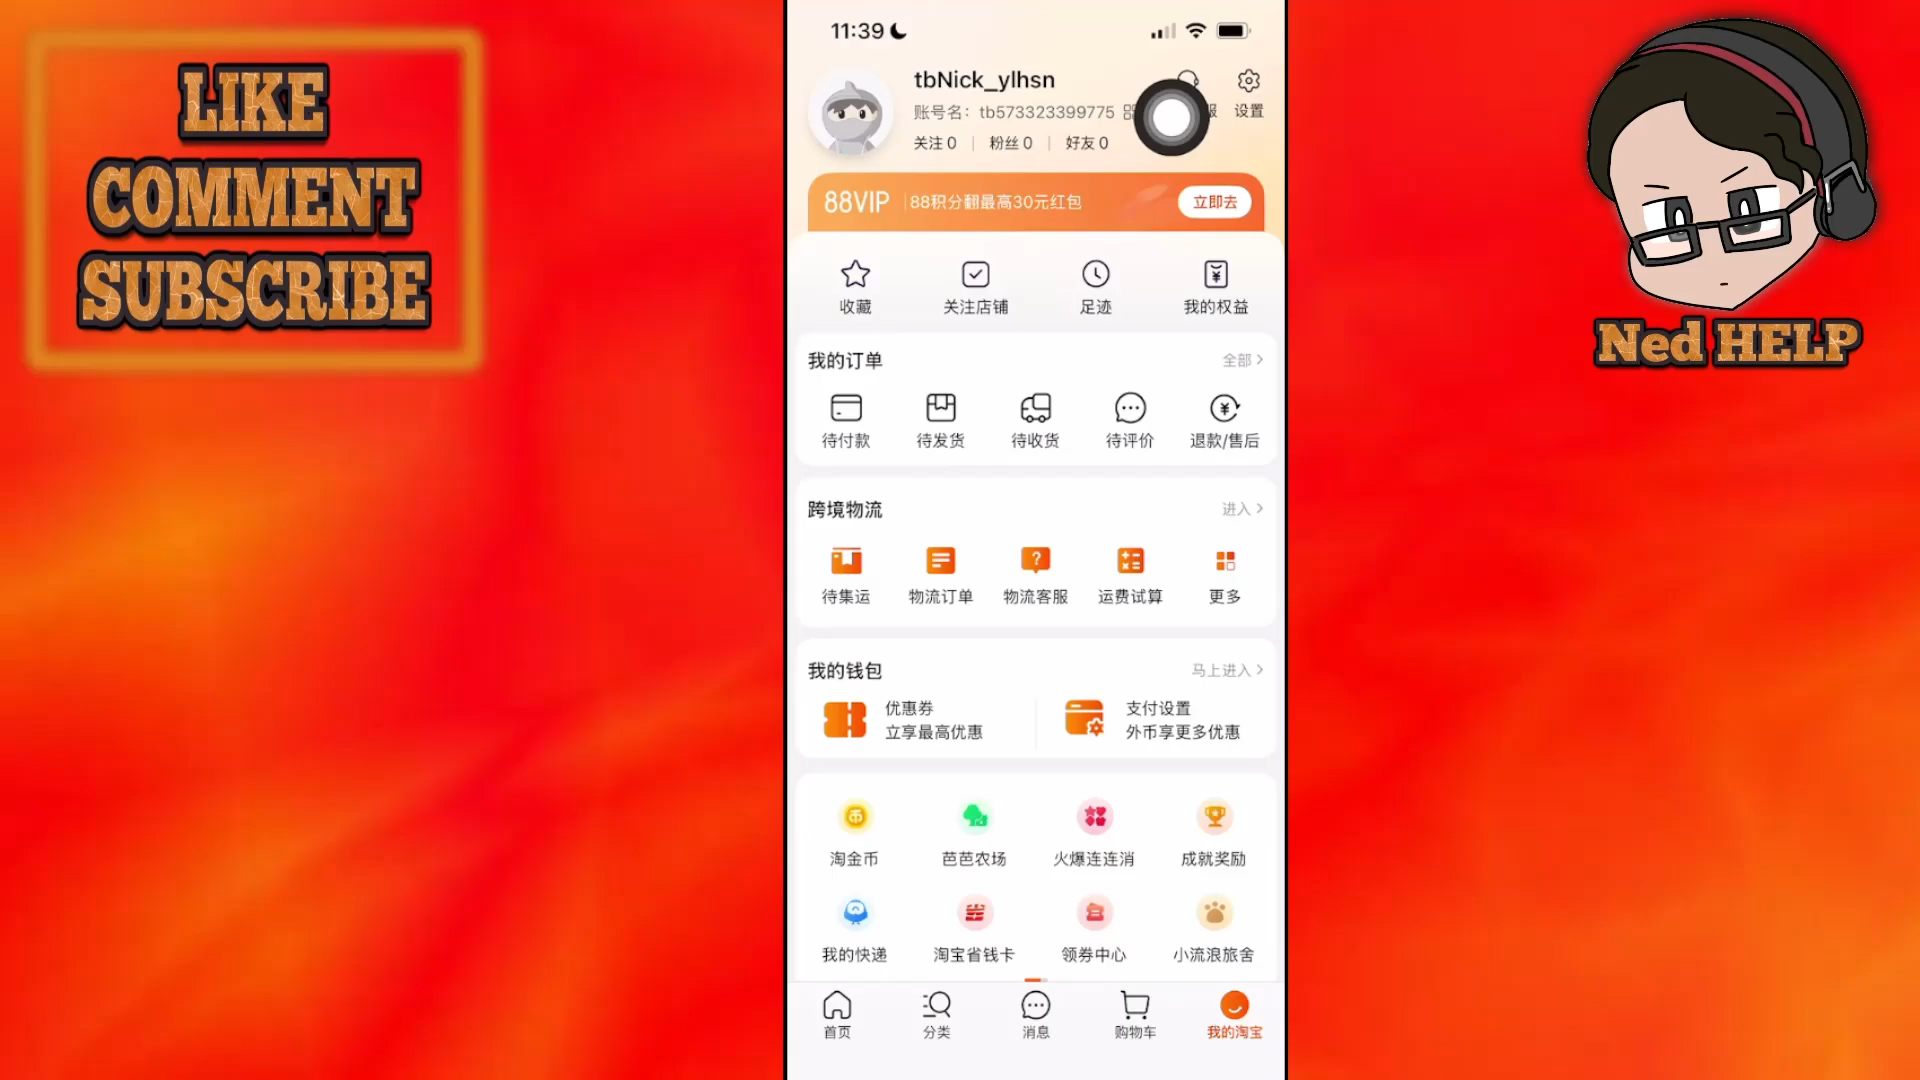 LIKE
COMMENT
SUBSCRIBE
11:39
tbNick_ylhsn
账号名: tb573323399775
设置
关注 0 | 粉丝 0 | 好友 0
88VIP 88积分翻最高30元红包 立即去
收藏 关注店铺 足迹 我的权益
我的订单 全部
待付款 待发货 待收货 待评价 退款/售后
跨境物流 进入
待集运 物流订单 物流客服 运费试算 更多
我的钱包 马上进入
优惠券 支付设置
立享最高优惠 外币享更多优惠
淘金币 芭芭农场 火爆连连消 成就奖励
我的快递 淘宝省钱卡 领券中心 小流浪旅舍
首页 分类 消息 购物车 我的淘宝
Ned HELP